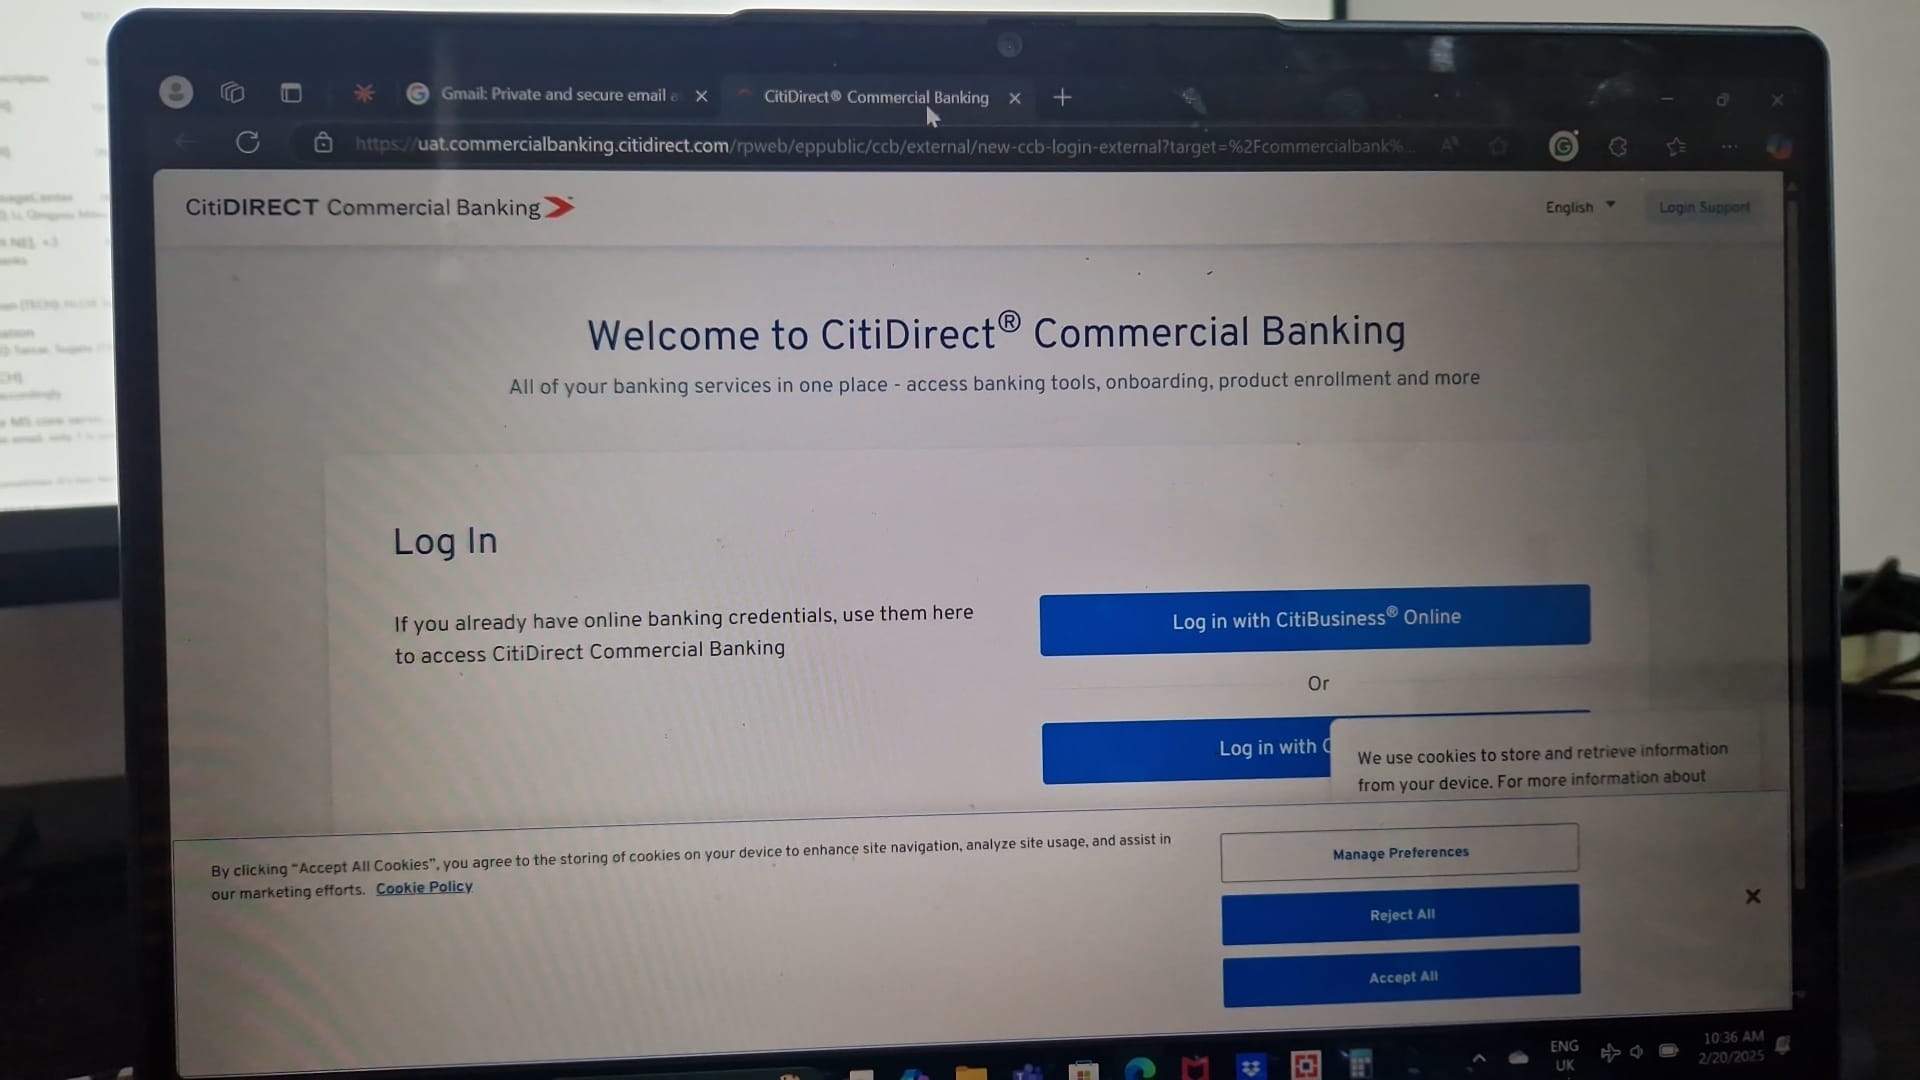 Gmail: Private and secure email
CitiDirect® Commercial Banking
https://uat.commercialbanking.citidirect.com/rpweb/eppublic/ccb/external/new-ccb-login-external?target=%2Fcommercialbank%...
CitiDIRECT Commercial Banking
English
Login Support
Welcome to CitiDirect® Commercial Banking
All of your banking services in one place - access banking tools, onboarding, product enrollment and more
Log In
If you already have online banking credentials, use them here
to access CitiDirect Commercial Banking
Log in with CitiBusiness® Online
Or
Log in with
We use cookies to store and retrieve information
from your device. For more information about
By clicking “Accept All Cookies”, you agree to the storing of cookies on your device to enhance site navigation, analyze site usage, and assist in
our marketing efforts. Cookie Policy
Manage Preferences
Reject All
Accept All
ENG
UK
10:36 AM
2/20/2025